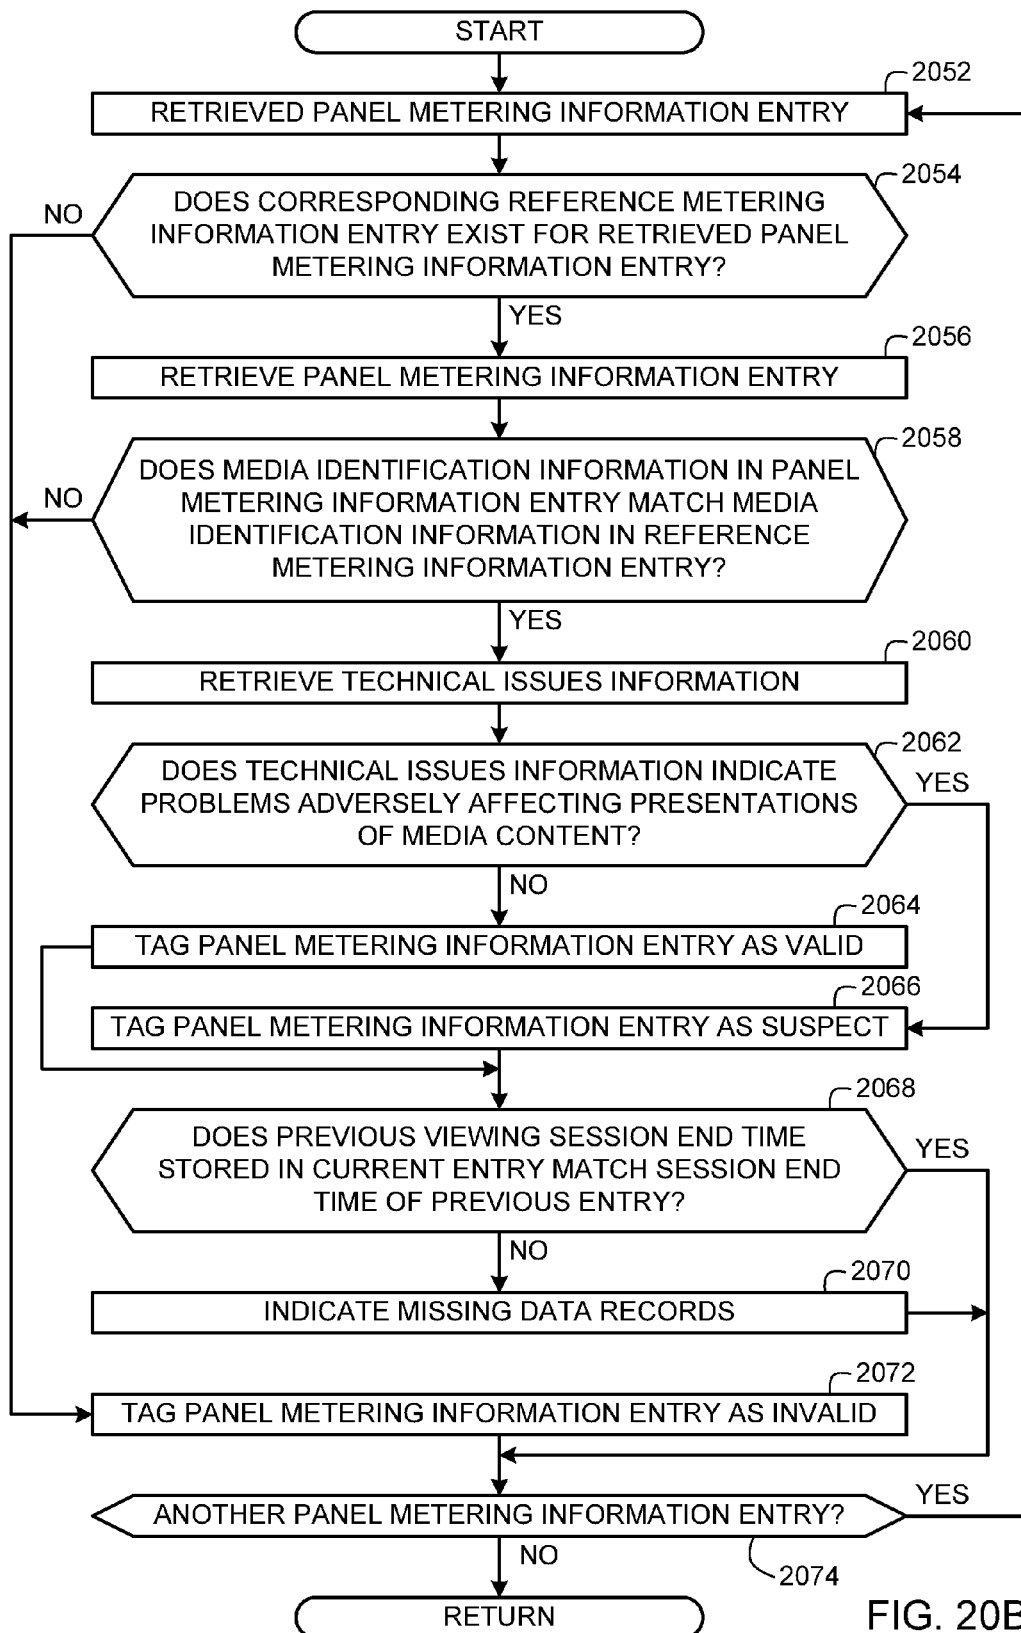 START
2052
RETRIEVED PANEL METERING INFORMATION ENTRY
2054
NO
DOES CORRESPONDING REFERENCE METERING
INFORMATION ENTRY EXIST FOR RETRIEVED PANEL
METERING INFORMATION ENTRY?
YES
2056
RETRIEVE PANEL METERING INFORMATION ENTRY
2058
NO
DOES MEDIA IDENTIFICATION INFORMATION IN PANEL
METERING INFORMATION ENTRY MATCH MEDIA
IDENTIFICATION INFORMATION IN REFERENCE
METERING INFORMATION ENTRY?
YES
2060
RETRIEVE TECHNICAL ISSUES INFORMATION
2062
DOES TECHNICAL ISSUES INFORMATION INDICATE
PROBLEMS ADVERSELY AFFECTING PRESENTATIONS
OF MEDIA CONTENT?
YES
NO
2064
TAG PANEL METERING INFORMATION ENTRY AS VALID
2066
TAG PANEL METERING INFORMATION ENTRY AS SUSPECT
2068
DOES PREVIOUS VIEWING SESSION END TIME
STORED IN CURRENT ENTRY MATCH SESSION END
TIME OF PREVIOUS ENTRY?
YES
NO
2070
INDICATE MISSING DATA RECORDS
2072
TAG PANEL METERING INFORMATION ENTRY AS INVALID
ANOTHER PANEL METERING INFORMATION ENTRY?
YES
NO
2074
RETURN
FIG. 20B